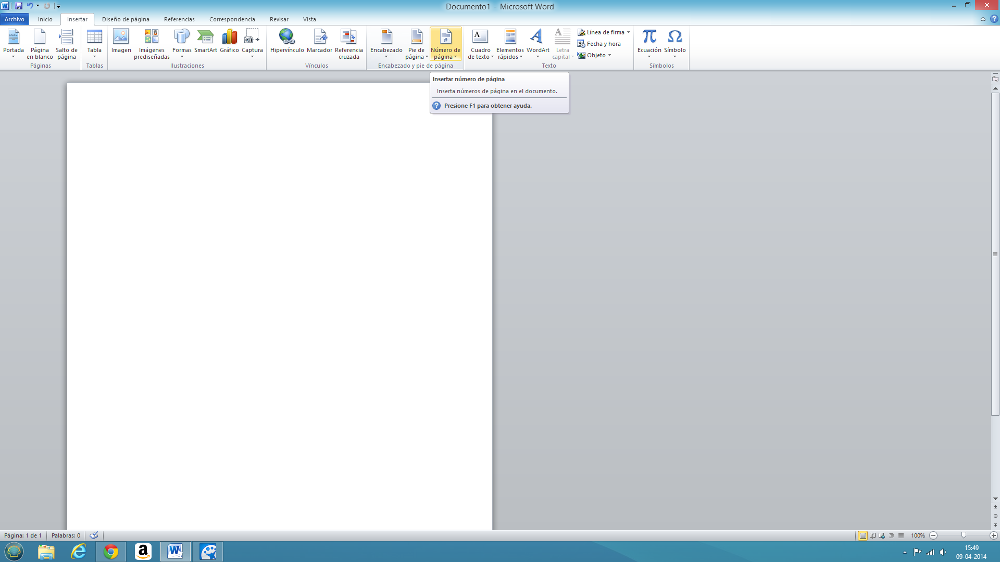 Documento1 - Microsoft Word
Archivo Inicio Insertar Diseño de página Referencias Correspondencia Revisar Vista
Portada
Página en blanco
Salto de página
Páginas
Tabla
Tablas
Imagen
Imágenes prediseñadas
Formas
SmartArt
Gráfico
Captura
Ilustraciones
Hipervínculo
Marcador
Referencia cruzada
Vínculos
Encabezado
Pie de página
Número de página
Encabezado y pie de página
Cuadro de texto
Elementos rápidos
WordArt
Letra capital
Línea de firma
Fecha y hora
Objeto
Texto
Ecuación
Símbolo
Símbolos
Insertar número de página
Inserta números de página en el documento.
Presione F1 para obtener ayuda.
Página: 1 de 1 Palabras: 0 100%
15:49
09-04-2014